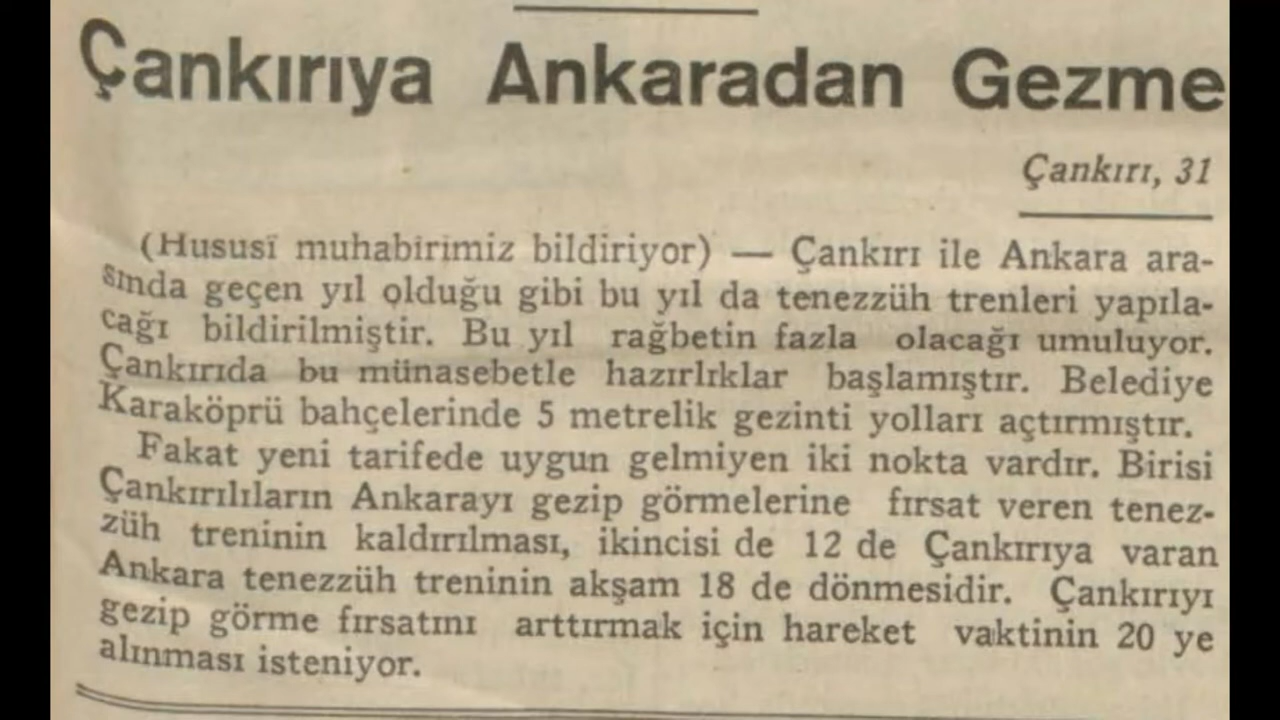 Çankırıya Ankaradan Gezme
Çankırı, 31
(Hususî muhabirimiz bildiriyor) — Çankırı ile Ankara ara-
sında geçen yıl olduğu gibi bu yıl da tenezzüh trenleri yapıla-
cağı bildirilmiştir. Bu yıl rağbetin fazla olacağı umuluyor.
Çankırıda bu münasebetle hazırlıklar başlamıştır. Belediye
Karaköprü bahçelerinde 5 metrelik gezinti yolları açtırmıştır.
Fakat yeni tarifede uygun gelmiyen iki nokta vardır. Birisi
Çankırılıların Ankarayı gezip görmelerine fırsat veren tenez-
züh treninin kaldırılması, ikincisi de 12 de Çankırıya varan
Ankara tenezzüh treninin akşam 18 de dönmesidir. Çankırıyı
gezip görme fırsatını arttırmak için hareket vaktinin 20 ye
alınması isteniyor.